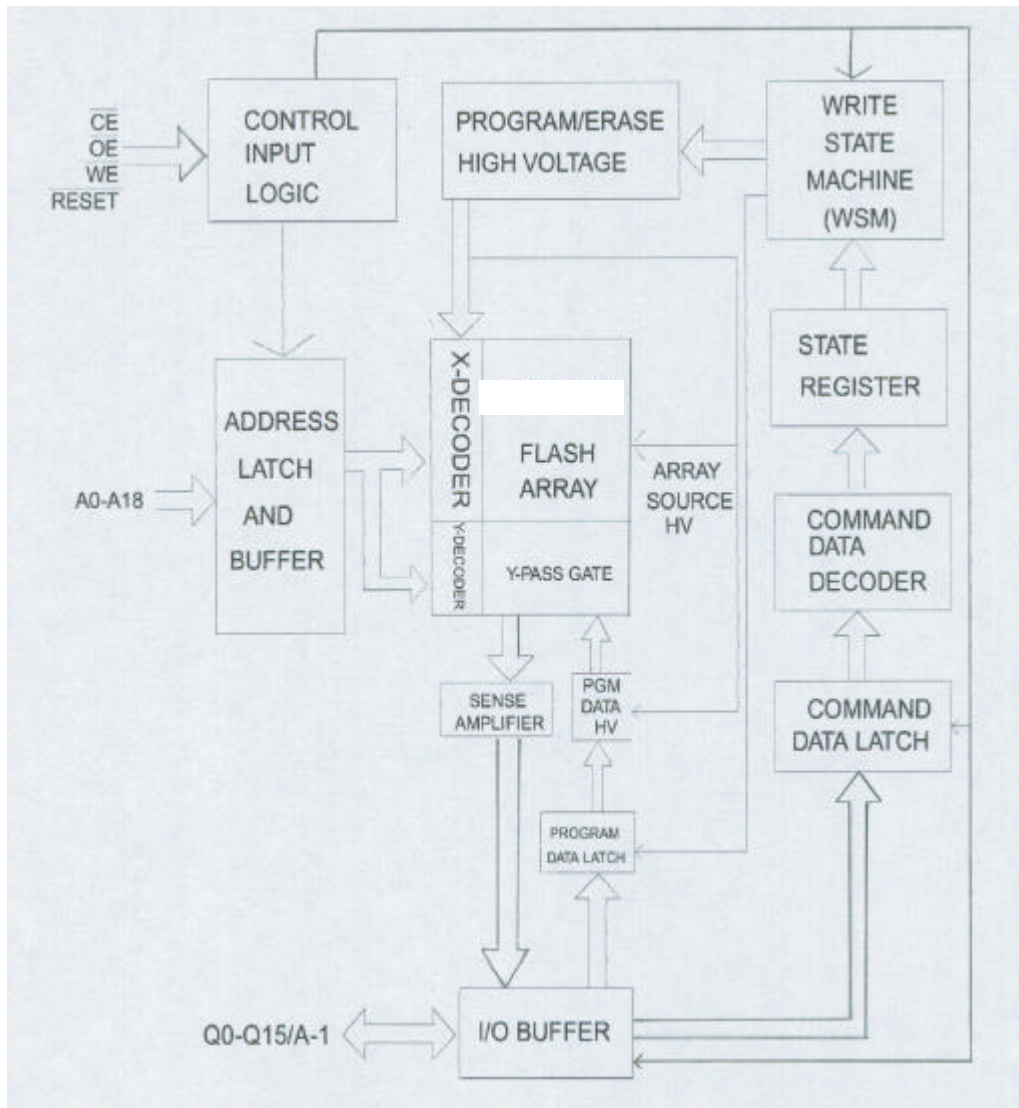 CE
OE
WE
RESET
CONTROL
INPUT
LOGIC
PROGRAM/ERASE
HIGH VOLTAGE
WRITE
STATE
MACHINE
(WSM)
STATE
REGISTER
ADDRESS
LATCH
AND
BUFFER
A0-A18
X-DECODER
FLASH
ARRAY
ARRAY
SOURCE
HV
Y-DECODER
Y-PASS GATE
COMMAND
DATA
DECODER
SENSE
AMPLIFIER
PGM
DATA
HV
COMMAND
DATA LATCH
PROGRAM
DATA LATCH
Q0-Q15/A-1
I/O BUFFER